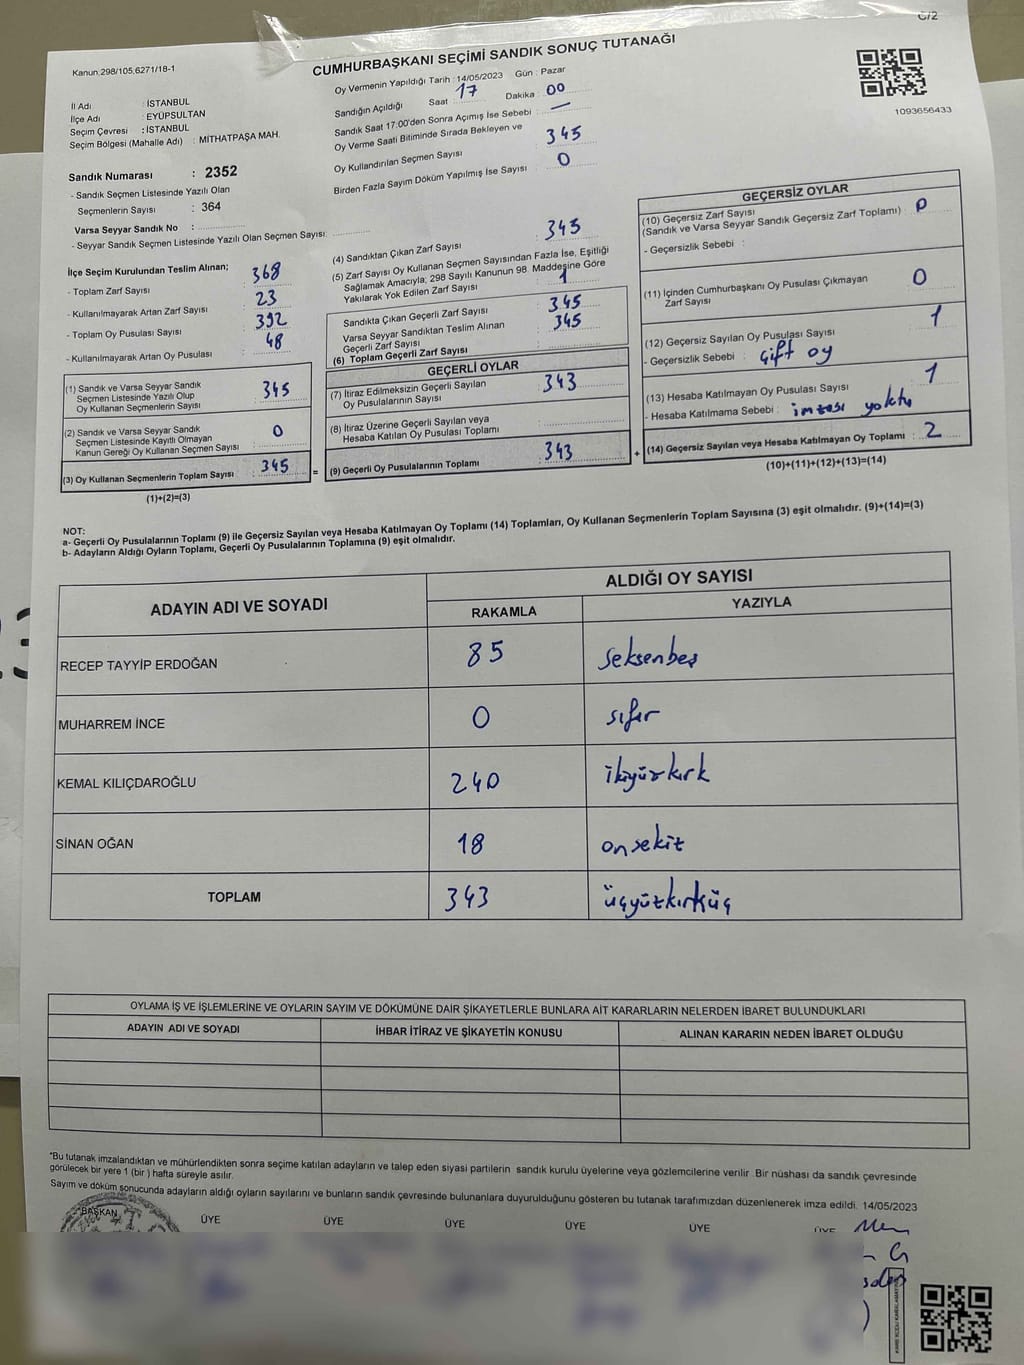 C/2
Kanun:298/105,6271/18-1
CUMHURBAŞKANI SEÇİMİ SANDIK SONUÇ TUTANAĞI
1093656433
İl Adı : İSTANBUL
İlçe Adı : EYÜPSULTAN
Seçim Çevresi : İSTANBUL
Seçim Bölgesi (Mahalle Adı) : MİTHATPAŞA MAH.
Sandık Numarası : 2352
- Sandık Seçmen Listesinde Yazılı Olan
Seçmenlerin Sayısı : 364
Varsa Seyyar Sandık No :
- Seyyar Sandık Seçmen Listesinde Yazılı Olan Seçmen Sayısı:
Oy Vermenin Yapıldığı Tarih : 14/05/2023 Gün : Pazar
Sandığın Açıldığı Saat : 17 Dakika : 00
Sandık Saat 17:00'den Sonra Açımış İse Sebebi : —
Oy Verme Saati Bitiminde Sırada Bekleyen ve
Oy Kullandırılan Seçmen Sayısı : 345
Birden Fazla Sayım Döküm Yapılmış İse Sayısı : 0
İlçe Seçim Kurulundan Teslim Alınan;
- Toplam Zarf Sayısı : 368
- Kullanılmayarak Artan Zarf Sayısı : 23
- Toplam Oy Pusulası Sayısı : 392
- Kullanılmayarak Artan Oy Pusulası : 48
(1) Sandık ve Varsa Seyyar Sandık
Seçmen Listesinde Yazılı Olup
Oy Kullanan Seçmenlerin Sayısı : 345
(2) Sandık ve Varsa Seyyar Sandık
Seçmen Listesinde Kayıtlı Olmayan
Kanun Gereği Oy Kullanan Seçmen Sayısı : 0
(3) Oy Kullanan Seçmenlerin Toplam Sayısı : 345 =
(1)+(2)=(3)
(4) Sandıktan Çıkan Zarf Sayısı : 345
(5) Zarf Sayısı Oy Kullanan Seçmen Sayısından Fazla İse, Eşitliği
Sağlamak Amacıyla, 298 Sayılı Kanunun 98. Maddesine Göre
Yakılarak Yok Edilen Zarf Sayısı : 1
Sandıkta Çıkan Geçerli Zarf Sayısı : 345
Varsa Seyyar Sandıktan Teslim Alınan
Geçerli Zarf Sayısı : 345
(6) Toplam Geçerli Zarf Sayısı
GEÇERLİ OYLAR
(7) İtiraz Edilmeksizin Geçerli Sayılan
Oy Pusulalarının Sayısı : 343
(8) İtiraz Üzerine Geçerli Sayılan veya
Hesaba Katılan Oy Pusulası Toplamı :
(9) Geçerli Oy Pusulalarının Toplamı : 343 +
GEÇERSİZ OYLAR
(10) Geçersiz Zarf Sayısı
(Sandık ve Varsa Seyyar Sandık Geçersiz Zarf Toplamı) : 0
- Geçersizlik Sebebi :
(11) İçinden Cumhurbaşkanı Oy Pusulası Çıkmayan
Zarf Sayısı : 0
(12) Geçersiz Sayılan Oy Pusulası Sayısı : 1
- Geçersizlik Sebebi : Çift oy
(13) Hesaba Katılmayan Oy Pusulası Sayısı : 1
- Hesaba Katılmama Sebebi : imzası yoktu
(14) Geçersiz Sayılan veya Hesaba Katılmayan Oy Toplamı : 2
(10)+(11)+(12)+(13)=(14)
NOT:
a- Geçerli Oy Pusulalarının Toplamı (9) ile Geçersiz Sayılan veya Hesaba Katılmayan Oy Toplamı (14) Toplamları, Oy Kullanan Seçmenlerin Toplam Sayısına (3) eşit olmalıdır. (9)+(14)=(3)
b- Adayların Aldığı Oyların Toplamı, Geçerli Oy Pusulalarının Toplamına (9) eşit olmalıdır.
ADAYIN ADI VE SOYADI ALDIĞI OY SAYISI
RAKAMLA YAZIYLA
RECEP TAYYİP ERDOĞAN 85 seksenbeş
MUHARREM İNCE 0 sıfır
KEMAL KILIÇDAROĞLU 240 ikiyüzkırk
SİNAN OĞAN 18 onsekiz
TOPLAM 343 üçyüzkırküç
OYLAMA İŞ VE İŞLEMLERİNE VE OYLARIN SAYIM VE DÖKÜMÜNE DAİR ŞİKAYETLERLE BUNLARA AİT KARARLARIN NELERDEN İBARET BULUNDUKLARI
ADAYIN ADI VE SOYADI İHBAR İTİRAZ VE ŞİKAYETİN KONUSU ALINAN KARARIN NEDEN İBARET OLDUĞU
"Bu tutanak imzalandıktan ve mühürlendikten sonra seçime katılan adayların ve talep eden siyasi partilerin sandık kurulu üyelerine veya gözlemcilerine verilir. Bir nüshası da sandık çevresinde
görülecek bir yere 1 (bir) hafta süreyle asılır.
Sayım ve döküm sonucunda adayların aldığı oyların sayılarını ve bunların sandık çevresinde bulunanlara duyurulduğunu gösteren bu tutanak tarafımızdan düzenlenerek imza edildi. 14/05/2023
BAŞKAN ÜYE ÜYE ÜYE ÜYE ÜYE ÜYE